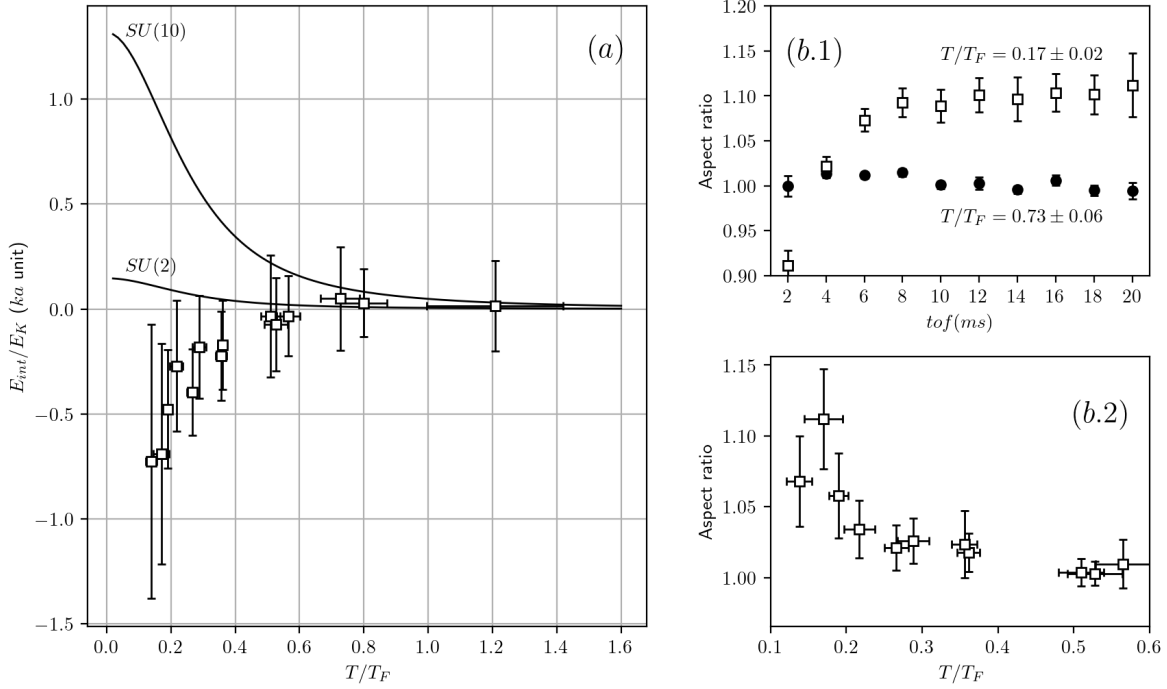 (a)
SU(10)
SU(2)
1.0
0.5
0.0
−0.5
−1.0
−1.5
E_int/E_K (ka unit)
0.0 0.2 0.4 0.6 0.8 1.0 1.2 1.4 1.6
T/T_F
(b.1)
T/T_F = 0.17 ± 0.02
T/T_F = 0.73 ± 0.06
1.20
1.15
1.10
1.05
1.00
0.95
0.90
Aspect ratio
2 4 6 8 10 12 14 16 18 20
tof(ms)
(b.2)
1.15
1.10
1.05
1.00
Aspect ratio
0.1 0.2 0.3 0.4 0.5 0.6
T/T_F